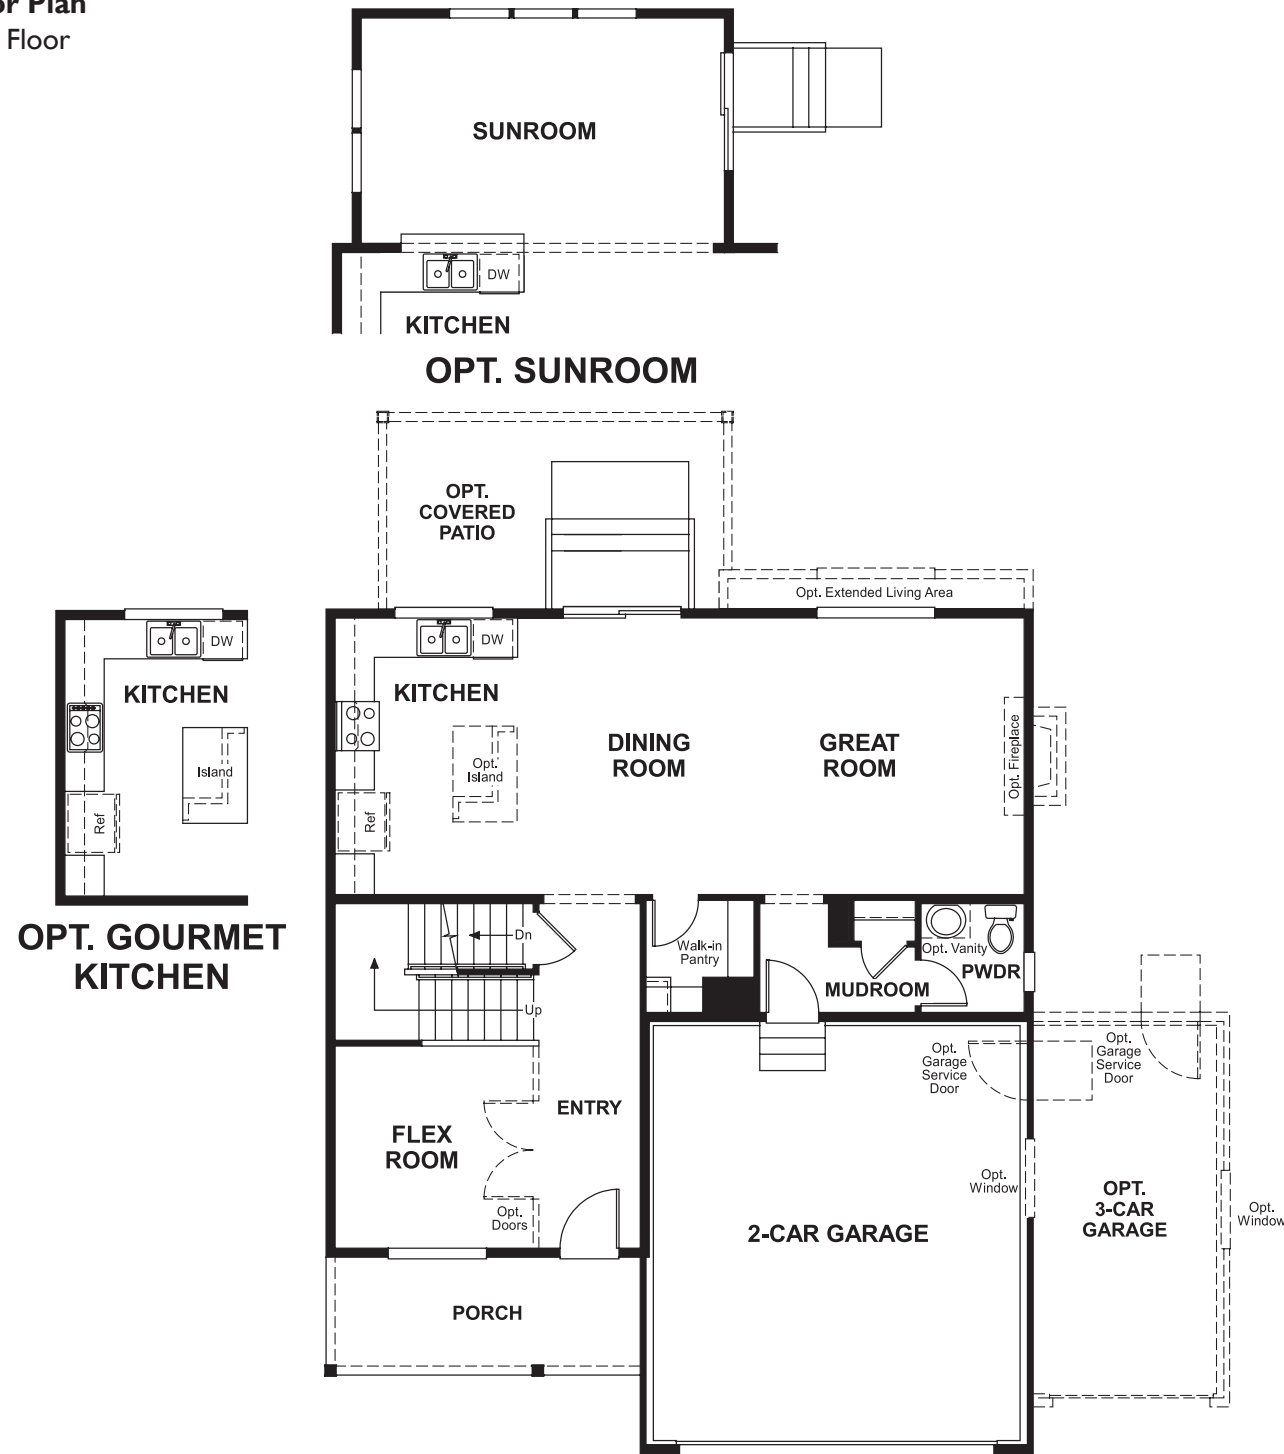 or Plan
Floor
SUNROOM
DW
KITCHEN
OPT. SUNROOM
OPT.
COVERED
PATIO
Opt. Extended Living Area
DW
KITCHEN
Island
Ref
OPT. GOURMET
KITCHEN
DW
KITCHEN
Opt.
Island
Ref
DINING
ROOM
GREAT
ROOM
Opt. Fireplace
Dn
Up
Walk-in
Pantry
MUDROOM
Opt. Vanity
PWDR
FLEX
ROOM
Opt.
Doors
ENTRY
PORCH
2-CAR GARAGE
Opt.
Garage
Service
Door
Opt.
Garage
Service
Door
Opt.
Window
OPT.
3-CAR
GARAGE
Opt.
Window